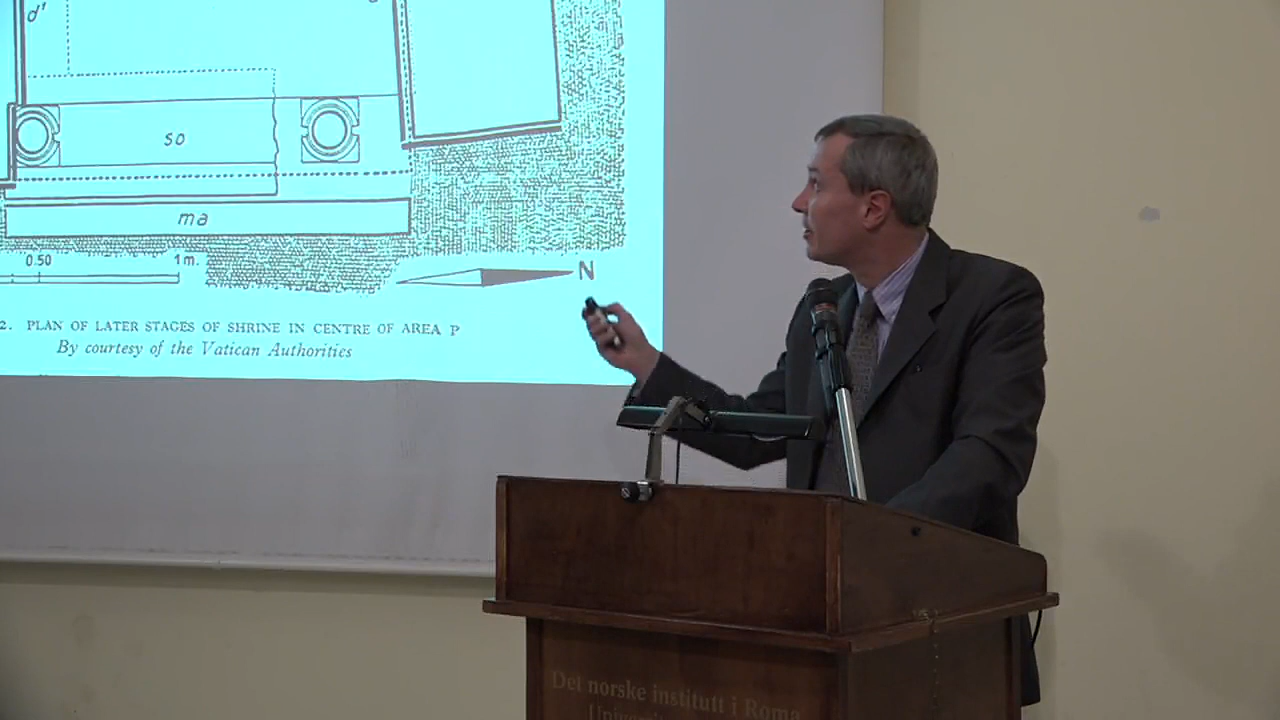 d'
so
ma
0.50 1 m.
N
2. PLAN OF LATER STAGES OF SHRINE IN CENTRE OF AREA P
By courtesy of the Vatican Authorities
Det norske institutt i Roma